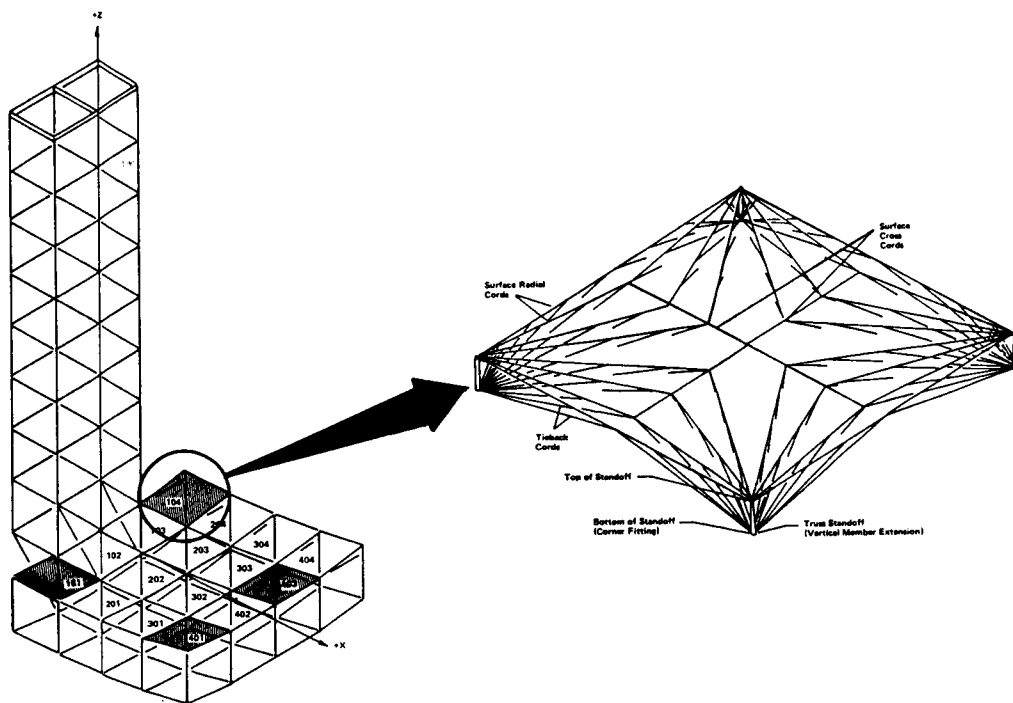 +Z
Surface
Cross
Cords
Surface Radial
Cords
Tieback
Cords
Top of Standoff
Bottom of Standoff
(Corner Fitting)
Truss Standoff
(Vertical Member Extension)
104
203
304
404
102
303
202
101
403
302
201
402
301
401
+X